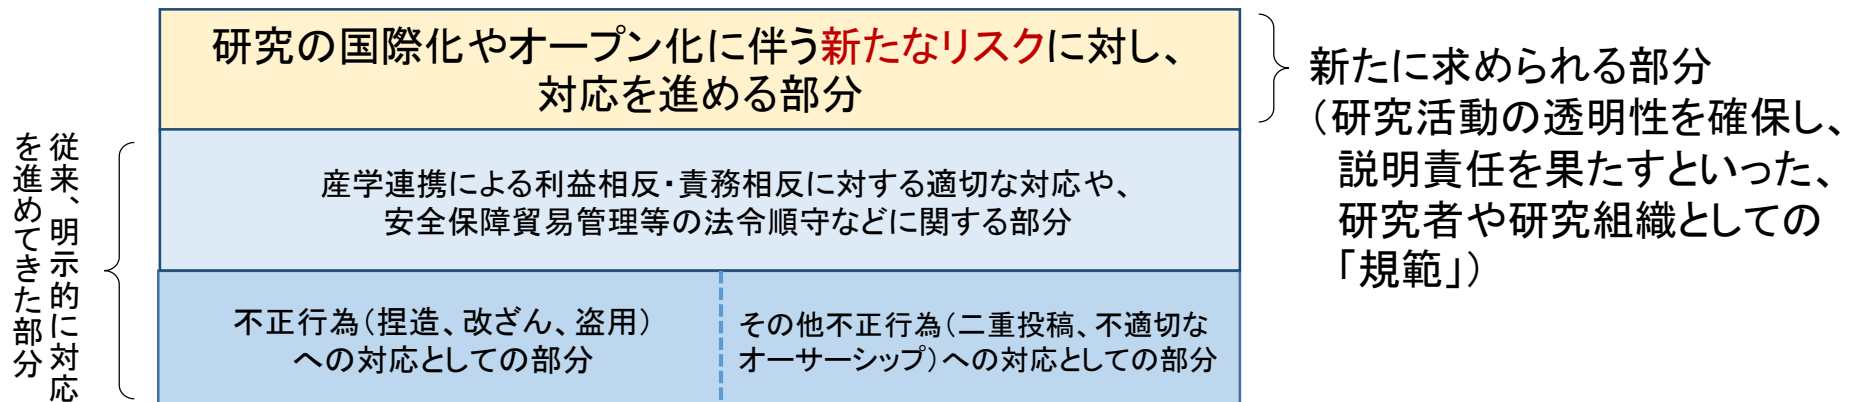 研究の国際化やオープン化に伴う新たなリスクに対し、
対応を進める部分
新たに求められる部分
（研究活動の透明性を確保し、
説明責任を果たすといった、
研究者や研究組織としての
「規範」）
従来、明示的に対応
を進めてきた部分
産学連携による利益相反・責務相反に対する適切な対応や、
安全保障貿易管理等の法令順守などに関する部分
不正行為（捏造、改ざん、盗用）
への対応としての部分
その他不正行為（二重投稿、不適切な
オーサーシップ）への対応としての部分